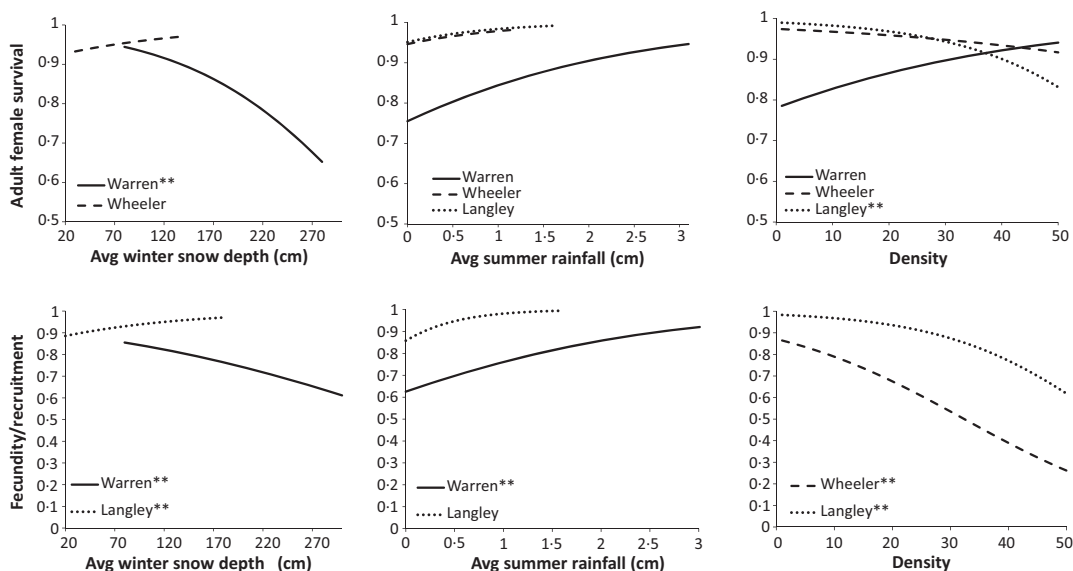 Adult female survival
1
0·9
0·8
0·7
0·6
0·5
Warren**
Wheeler
20 70 120 170 220 270
Avg winter snow depth (cm)
1
0·9
0·8
0·7
0·6
0·5
Warren
Wheeler
Langley
0 0·5 1 1·5 2 2·5 3
Avg summer rainfall (cm)
1
0·9
0·8
0·7
0·6
0·5
Warren
Wheeler
Langley**
0 10 20 30 40 50
Density
Fecundity/recruitment
1
0·9
0·8
0·7
0·6
0·5
0·4
0·3
0·2
0·1
0
Warren**
Langley**
20 70 120 170 220 270
Avg winter snow depth (cm)
1
0·9
0·8
0·7
0·6
0·5
0·4
0·3
0·2
0·1
0
Warren**
Langley
0 0·5 1 1·5 2 2·5 3
Avg summer rainfall (cm)
1
0·9
0·8
0·7
0·6
0·5
0·4
0·3
0·2
0·1
0
Wheeler**
Langley**
0 10 20 30 40 50
Density